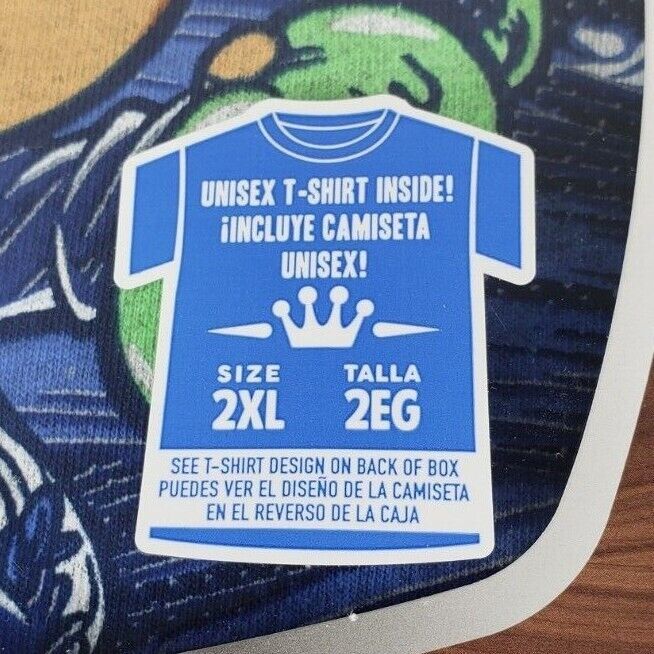 UNISEX T-SHIRT INSIDE!
¡INCLUYE CAMISETA
UNISEX!
SIZE TALLA
2XL 2EG
SEE T-SHIRT DESIGN ON BACK OF BOX
PUEDES VER EL DISEÑO DE LA CAMISETA
EN EL REVERSO DE LA CAJA